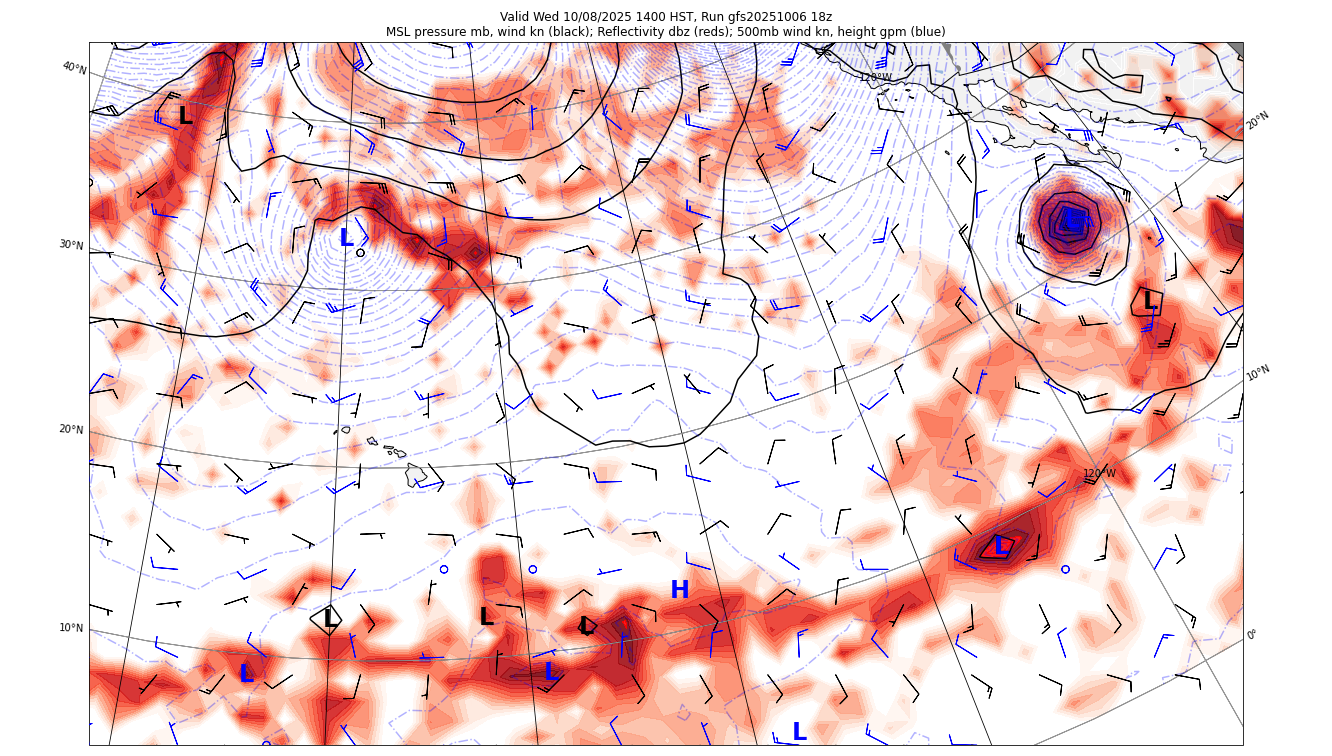 Valid Wed 10/08/2025 1400 HST, Run gfs20251006 18z
MSL pressure mb, wind kn (black); Reflectivity dbz (reds); 500mb wind kn, height gpm (blue)
40°N
120°W
20°N
L
L
30°N
L
10°N
20°N
120°W
L
H
L
L
L
10°N
0°
L
L
L